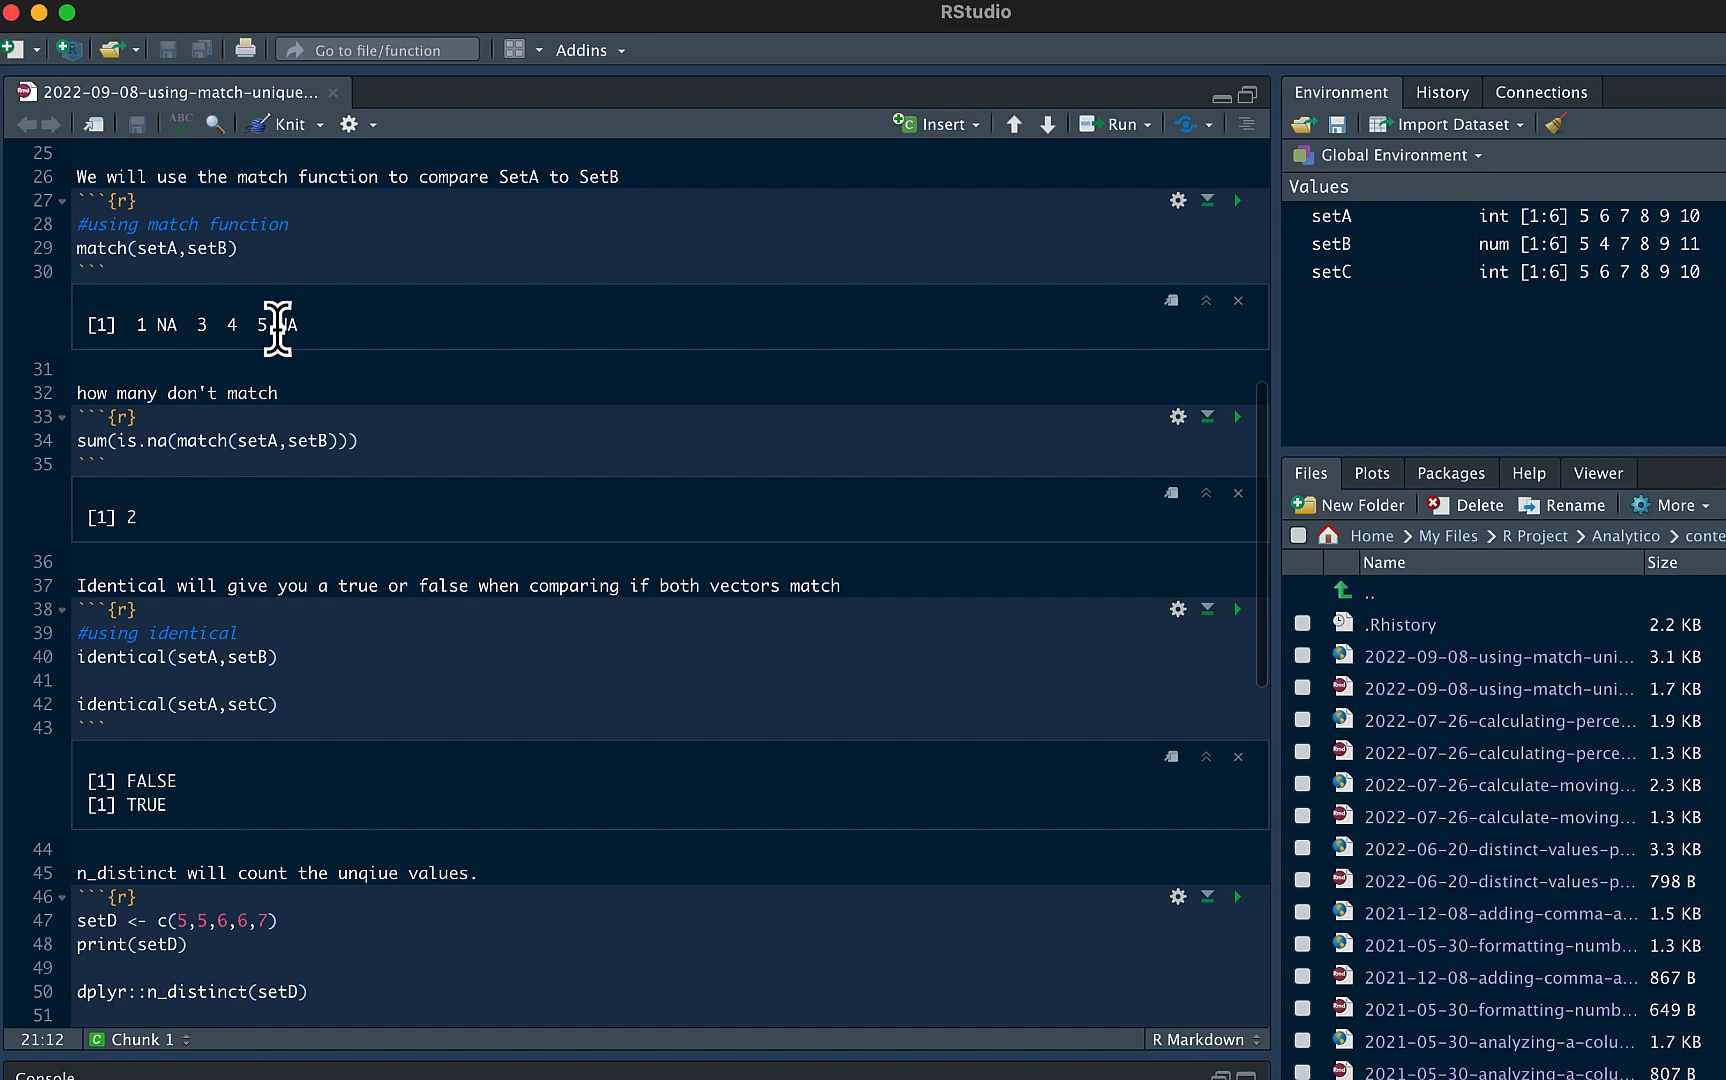 RStudio
Go to file/function
Addins
2022-09-08-using-match-unique...
ABC
Knit
Insert
Run
25
26 We will use the match function to compare SetA to SetB
27 ```{r}
28 #using match function
29 match(setA,setB)
30 ```
[1]  1 NA  3  4  5 NA
31
32 how many don't match
33 ```{r}
34 sum(is.na(match(setA,setB)))
35 ```
[1] 2
36
37 Identical will give you a true or false when comparing if both vectors match
38 ```{r}
39 #using identical
40 identical(setA,setB)
41
42 identical(setA,setC)
43 ```
[1] FALSE
[1] TRUE
44
45 n_distinct will count the unqiue values.
46 ```{r}
47 setD <- c(5,5,6,6,7)
48 print(setD)
49
50 dplyr::n_distinct(setD)
51
21:12 C Chunk 1 R Markdown
Console
Environment History Connections
Import Dataset
Global Environment
Values
setA int [1:6] 5 6 7 8 9 10
setB num [1:6] 5 4 7 8 9 11
setC int [1:6] 5 6 7 8 9 10
Files Plots Packages Help Viewer
New Folder Delete Rename More
Home My Files R Project Analytico conte
Name Size
..
.Rhistory 2.2 KB
2022-09-08-using-match-uni... 3.1 KB
2022-09-08-using-match-uni... 1.7 KB
2022-07-26-calculating-perce... 1.9 KB
2022-07-26-calculating-perce... 1.3 KB
2022-07-26-calculate-moving... 2.3 KB
2022-07-26-calculate-moving... 1.3 KB
2022-06-20-distinct-values-p... 3.3 KB
2022-06-20-distinct-values-p... 798 B
2021-12-08-adding-comma-a... 1.5 KB
2021-05-30-formatting-numb... 1.3 KB
2021-12-08-adding-comma-a... 867 B
2021-05-30-formatting-numb... 649 B
2021-05-30-analyzing-a-colu... 1.7 KB
2021-05-30-analyzing-a-colu... 807 B